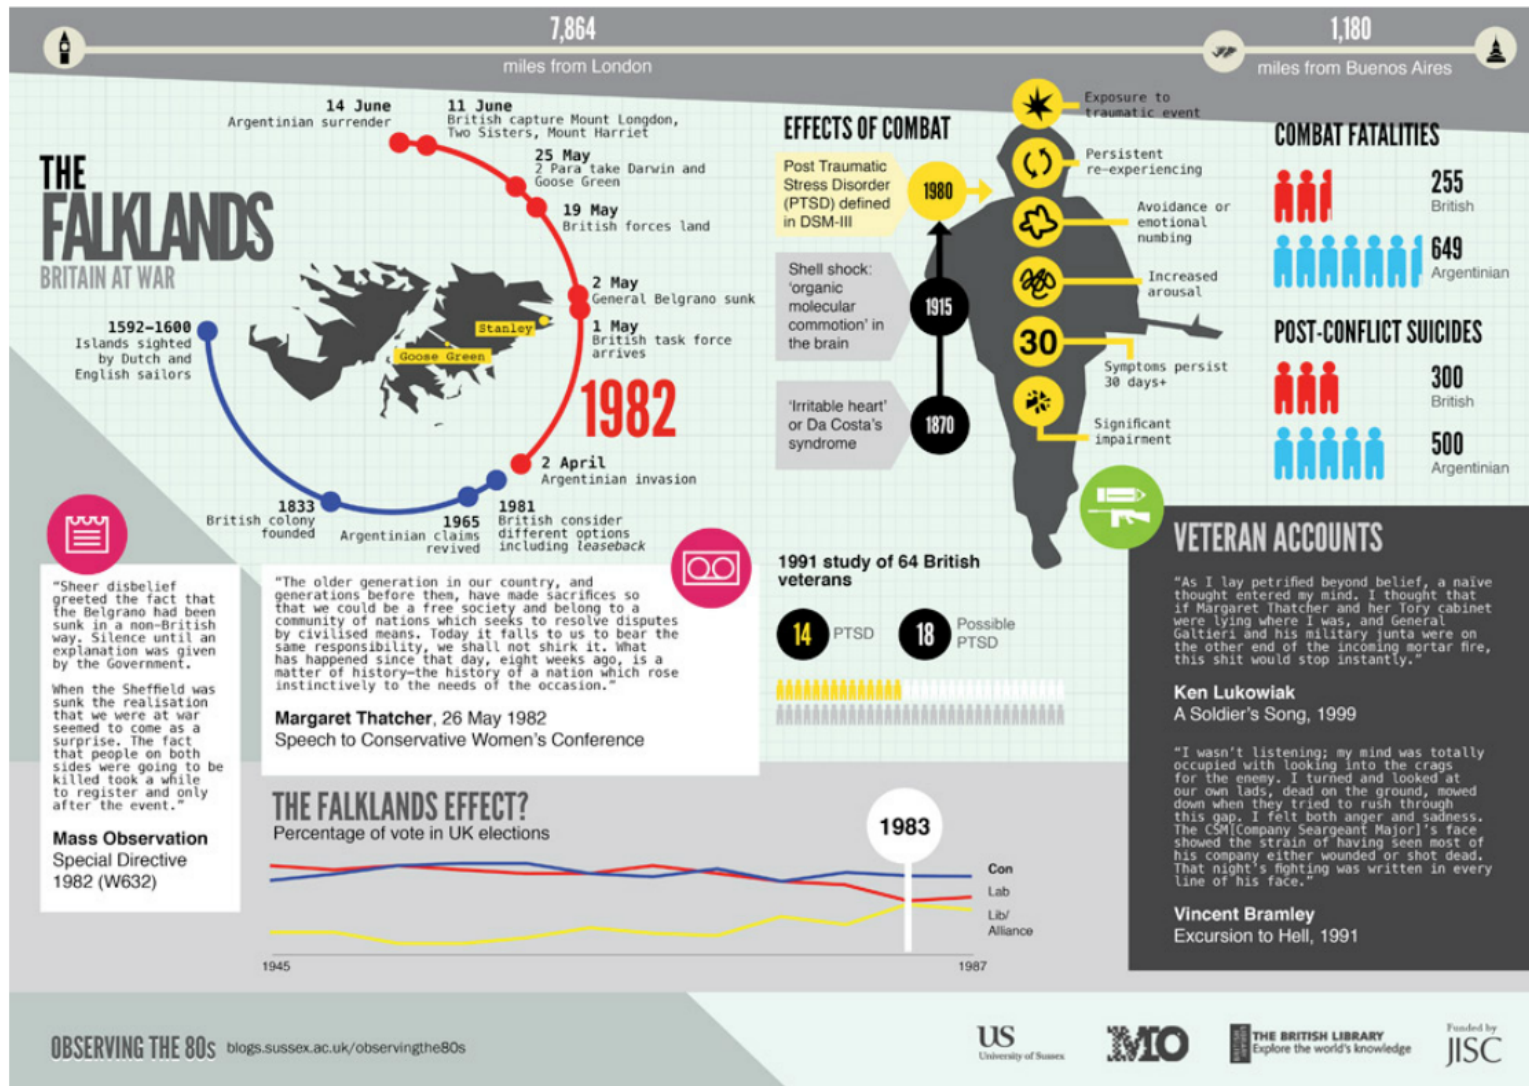 7,864
miles from London
1,180
miles from Buenos Aires
THE
FALKLANDS
BRITAIN AT WAR
1592–1600
Islands sighted
by Dutch and
English sailors
1833
British colony
founded
1965
Argentinian claims
revived
1981
British consider
different options
including leaseback
2 April
Argentinian invasion
1982
1 May
British task force
arrives
2 May
General Belgrano sunk
19 May
British forces land
25 May
2 Para take Darwin and
Goose Green
11 June
British capture Mount Longdon,
Two Sisters, Mount Harriet
14 June
Argentinian surrender
Stanley
Goose Green
EFFECTS OF COMBAT
Post Traumatic
Stress Disorder
(PTSD) defined
in DSM-III
1980
Shell shock:
‘organic
molecular
commotion’ in
the brain
1915
‘Irritable heart’
or Da Costa’s
syndrome
1870
Exposure to
traumatic event
Persistent
re-experiencing
Avoidance or
emotional
numbing
Increased
arousal
30
Symptoms persist
30 days+
Significant
impairment
COMBAT FATALITIES
255
British
649
Argentinian
POST-CONFLICT SUICIDES
300
British
500
Argentinian
“Sheer disbelief
greeted the fact that
the Belgrano had been
sunk in a non-British
way. Silence until an
explanation was given
by the Government.
When the Sheffield was
sunk the realisation
that we were at war
seemed to come as a
surprise. The fact
that people on both
sides were going to be
killed took a while
to register and only
after the event.”
Mass Observation
Special Directive
1982 (W632)
“The older generation in our country, and
generations before them, have made sacrifices so
that we could be a free society and belong to a
community of nations which seeks to resolve disputes
by civilised means. Today it falls to us to bear the
same responsibility, we shall not shirk it. What
has happened since that day, eight weeks ago, is a
matter of history—the history of a nation which rose
instinctively to the needs of the occasion.”
Margaret Thatcher, 26 May 1982
Speech to Conservative Women’s Conference
1991 study of 64 British
veterans
14 PTSD
18 Possible
PTSD
VETERAN ACCOUNTS
“As I lay petrified beyond belief, a naïve
thought entered my mind. I thought that
if Margaret Thatcher and her Tory cabinet
were lying where I was, and General
Galtieri and his military junta were on
the other end of the incoming mortar fire,
this shit would stop instantly.”
Ken Lukowiak
A Soldier’s Song, 1999
“I wasn’t listening; my mind was totally
occupied with looking into the crags
for the enemy. I turned and looked at
our own lads, dead on the ground, mowed
down when they tried to rush through
this gap. I felt both anger and sadness.
The CSM[Company Seargeant Major]’s face
showed the strain of having seen most of
his company either wounded or shot dead.
That night’s fighting was written in every
line of his face.”
Vincent Bramley
Excursion to Hell, 1991
THE FALKLANDS EFFECT?
Percentage of vote in UK elections
1983
Con
Lab
Lib/
Alliance
1945
1987
OBSERVING THE 80s blogs.sussex.ac.uk/observingthe80s
US
University of Sussex
MO
THE BRITISH LIBRARY
Explore the world’s knowledge
Funded by
JISC